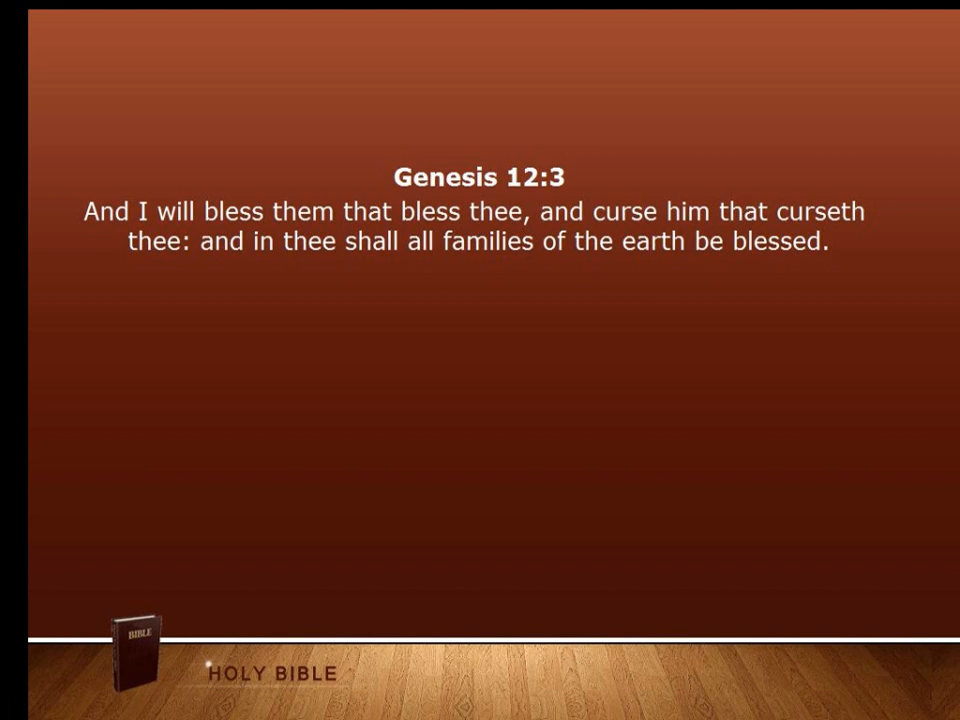 Genesis 12:3
And I will bless them that bless thee, and curse him that curseth
thee: and in thee shall all families of the earth be blessed.
BIBLE
HOLY BIBLE